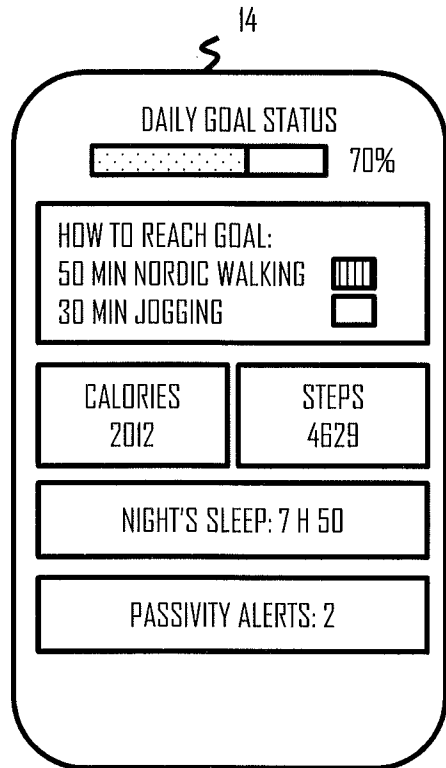 14
DAILY GOAL STATUS
70%
HOW TO REACH GOAL:
50 MIN NORDIC WALKING
30 MIN JOGGING
CALORIES
2012
STEPS
4629
NIGHT'S SLEEP: 7 H 50
PASSIVITY ALERTS: 2